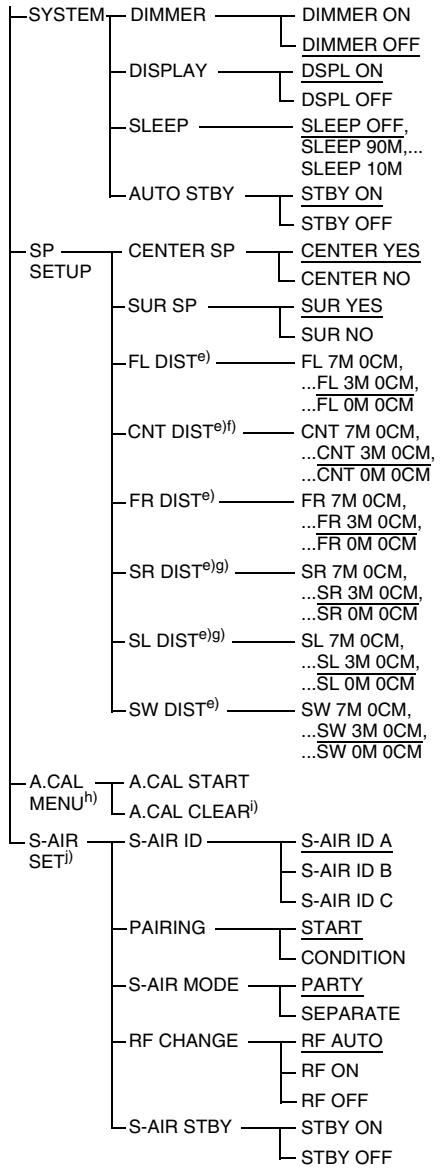 SYSTEM DIMMER DIMMER ON
DIMMER OFF
DISPLAY DSPL ON
DSPL OFF
SLEEP SLEEP OFF,
SLEEP 90M,...
SLEEP 10M
AUTO STBY STBY ON
STBY OFF
SP CENTER SP CENTER YES
SETUP CENTER NO
SUR SP SUR YES
SUR NO
FL DISTe) FL 7M 0CM,
...FL 3M 0CM,
...FL 0M 0CM
CNT DISTe)f) CNT 7M 0CM,
...CNT 3M 0CM,
...CNT 0M 0CM
FR DISTe) FR 7M 0CM,
...FR 3M 0CM,
...FR 0M 0CM
SR DISTe)g) SR 7M 0CM,
...SR 3M 0CM,
...SR 0M 0CM
SL DISTe)g) SL 7M 0CM,
...SL 3M 0CM,
...SL 0M 0CM
SW DISTe) SW 7M 0CM,
...SW 3M 0CM,
...SW 0M 0CM
A.CAL A.CAL START
MENUh) A.CAL CLEARi)
S-AIR S-AIR ID S-AIR ID A
SETj) S-AIR ID B
S-AIR ID C
PAIRING START
CONDITION
S-AIR MODE PARTY
SEPARATE
RF CHANGE RF AUTO
RF ON
RF OFF
S-AIR STBY STBY ON
STBY OFF